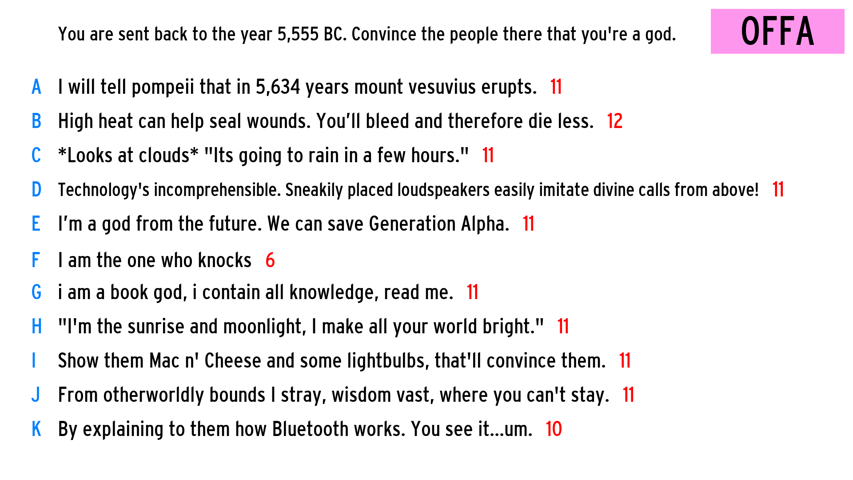 You are sent back to the year 5,555 BC. Convince the people there that you're a god.
OFFA
A I will tell pompeii that in 5,634 years mount vesuvius erupts. 11
B High heat can help seal wounds. You’ll bleed and therefore die less. 12
C *Looks at clouds* "Its going to rain in a few hours." 11
D Technology's incomprehensible. Sneakily placed loudspeakers easily imitate divine calls from above! 11
E I’m a god from the future. We can save Generation Alpha. 11
F I am the one who knocks 6
G i am a book god, i contain all knowledge, read me. 11
H "I'm the sunrise and moonlight, I make all your world bright." 11
I Show them Mac n' Cheese and some lightbulbs, that'll convince them. 11
J From otherworldly bounds I stray, wisdom vast, where you can't stay. 11
K By explaining to them how Bluetooth works. You see it...um. 10